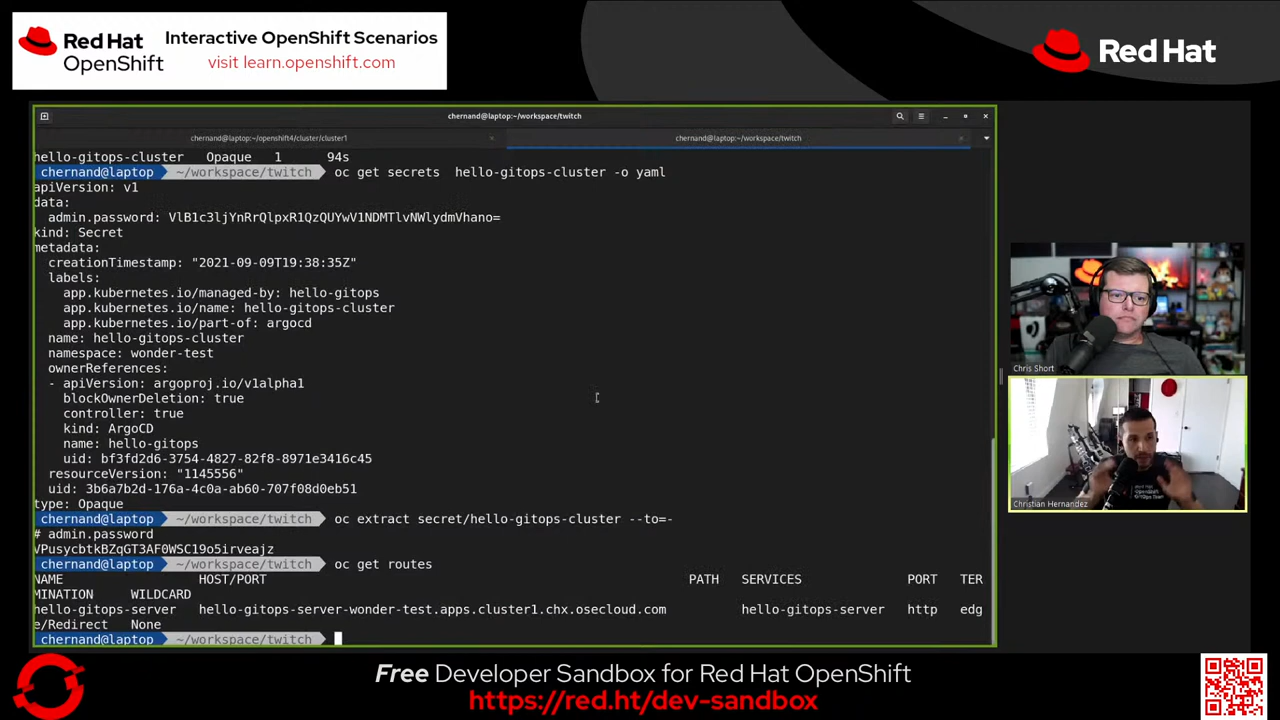 Red Hat
OpenShift
Interactive OpenShift Scenarios
visit learn.openshift.com
Red Hat
chernand@laptop:~/workspace/twitch
chernand@laptop:~/openshift4/cluster/cluster1
chernand@laptop:~/workspace/twitch
hello-gitops-cluster Opaque 1 94s
chernand@laptop ~/workspace/twitch oc get secrets hello-gitops-cluster -o yaml
apiVersion: v1
data:
admin.password: VlB1c3ljYnRrQlpxR1QzQUYwV1NDMTlvNWlydmVhano=
kind: Secret
metadata:
creationTimestamp: "2021-09-09T19:38:35Z"
labels:
app.kubernetes.io/managed-by: hello-gitops
app.kubernetes.io/name: hello-gitops-cluster
app.kubernetes.io/part-of: argocd
name: hello-gitops-cluster
namespace: wonder-test
ownerReferences:
- apiVersion: argoproj.io/v1alpha1
blockOwnerDeletion: true
controller: true
kind: ArgoCD
name: hello-gitops
uid: bf3fd2d6-3754-4827-82f8-8971e3416c45
resourceVersion: "1145556"
uid: 3b6a7b2d-176a-4c0a-ab60-707f08d0eb51
type: Opaque
chernand@laptop ~/workspace/twitch oc extract secret/hello-gitops-cluster --to=-
# admin.password
VPusycbtkBZqGT3AF0WSC19o5irveajz
chernand@laptop ~/workspace/twitch oc get routes
NAME HOST/PORT PATH SERVICES PORT TER
MINATION WILDCARD
hello-gitops-server hello-gitops-server-wonder-test.apps.cluster1.chx.osecloud.com hello-gitops-server http edg
e/Redirect None
chernand@laptop ~/workspace/twitch
Chris Short
Christian Hernandez
Free Developer Sandbox for Red Hat OpenShift
https://red.ht/dev-sandbox